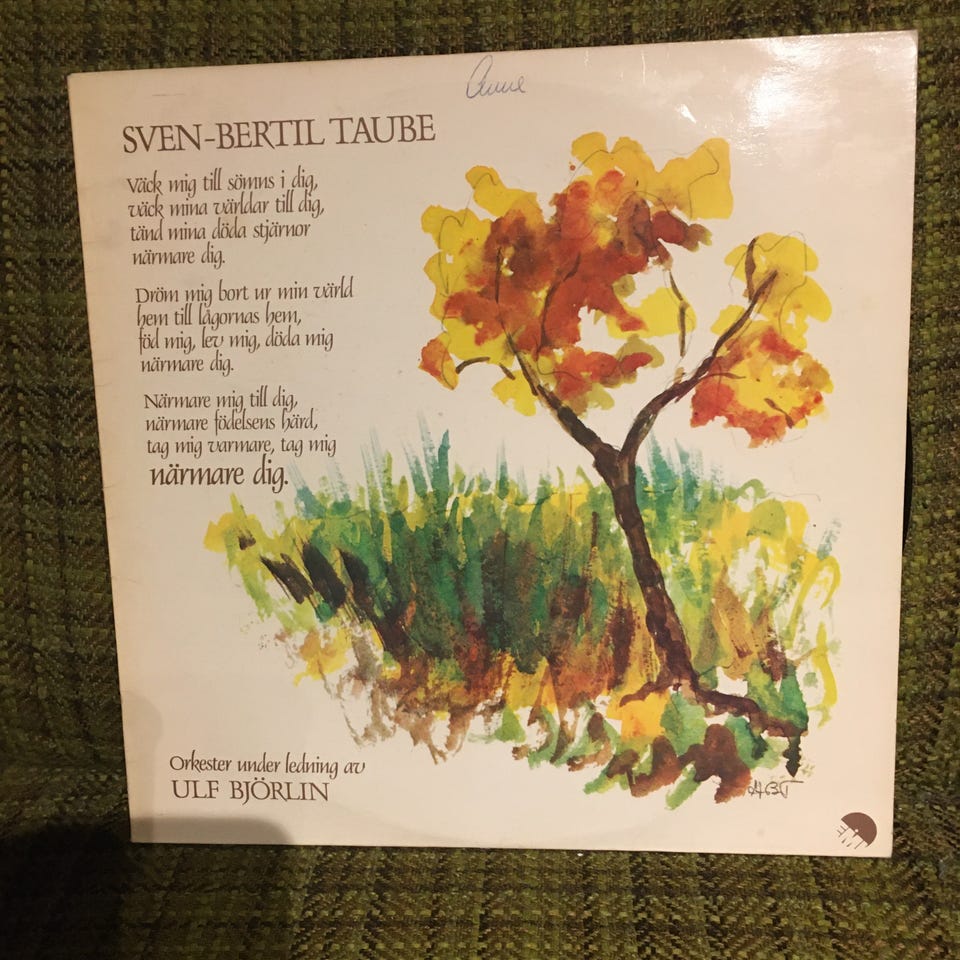 Anne
SVEN-BERTIL TAUBE
Väck mig till sömns i dig,
väck mina världar till dig,
tänd mina döda stjärnor
närmare dig.
Dröm mig bort ur min värld
hem till lågornas hem,
föd mig, lev mig, döda mig
närmare dig.
Närmare mig till dig,
närmare födelsens härd,
tag mig varmare, tag mig
närmare dig.
Orkester under ledning av
ULF BJÖRLIN
EMI